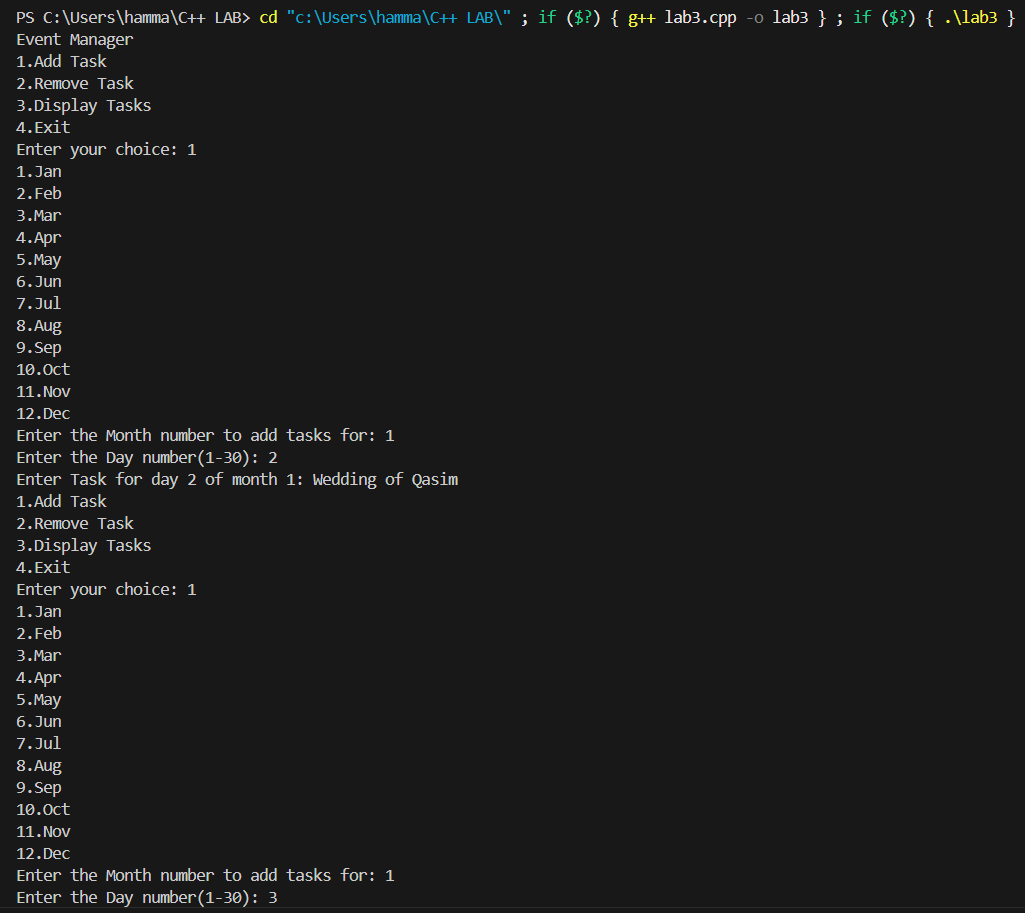 PS C:\Users\hamma\C++ LAB> cd "c:\Users\hamma\C++ LAB\" ; if ($?) { g++ lab3.cpp -o lab3 } ; if ($?) { .\lab3 }
Event Manager
1.Add Task
2.Remove Task
3.Display Tasks
4.Exit
Enter your choice: 1
1.Jan
2.Feb
3.Mar
4.Apr
5.May
6.Jun
7.Jul
8.Aug
9.Sep
10.Oct
11.Nov
12.Dec
Enter the Month number to add tasks for: 1
Enter the Day number(1-30): 2
Enter Task for day 2 of month 1: Wedding of Qasim
1.Add Task
2.Remove Task
3.Display Tasks
4.Exit
Enter your choice: 1
1.Jan
2.Feb
3.Mar
4.Apr
5.May
6.Jun
7.Jul
8.Aug
9.Sep
10.Oct
11.Nov
12.Dec
Enter the Month number to add tasks for: 1
Enter the Day number(1-30): 3